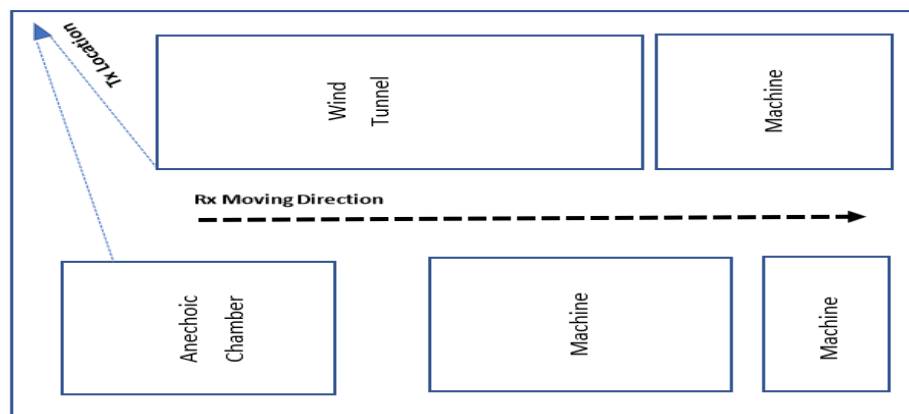 Tx Location
Wind
Tunnel
Machine
Rx Moving Direction
Anechoic
Chamber
Machine
Machine